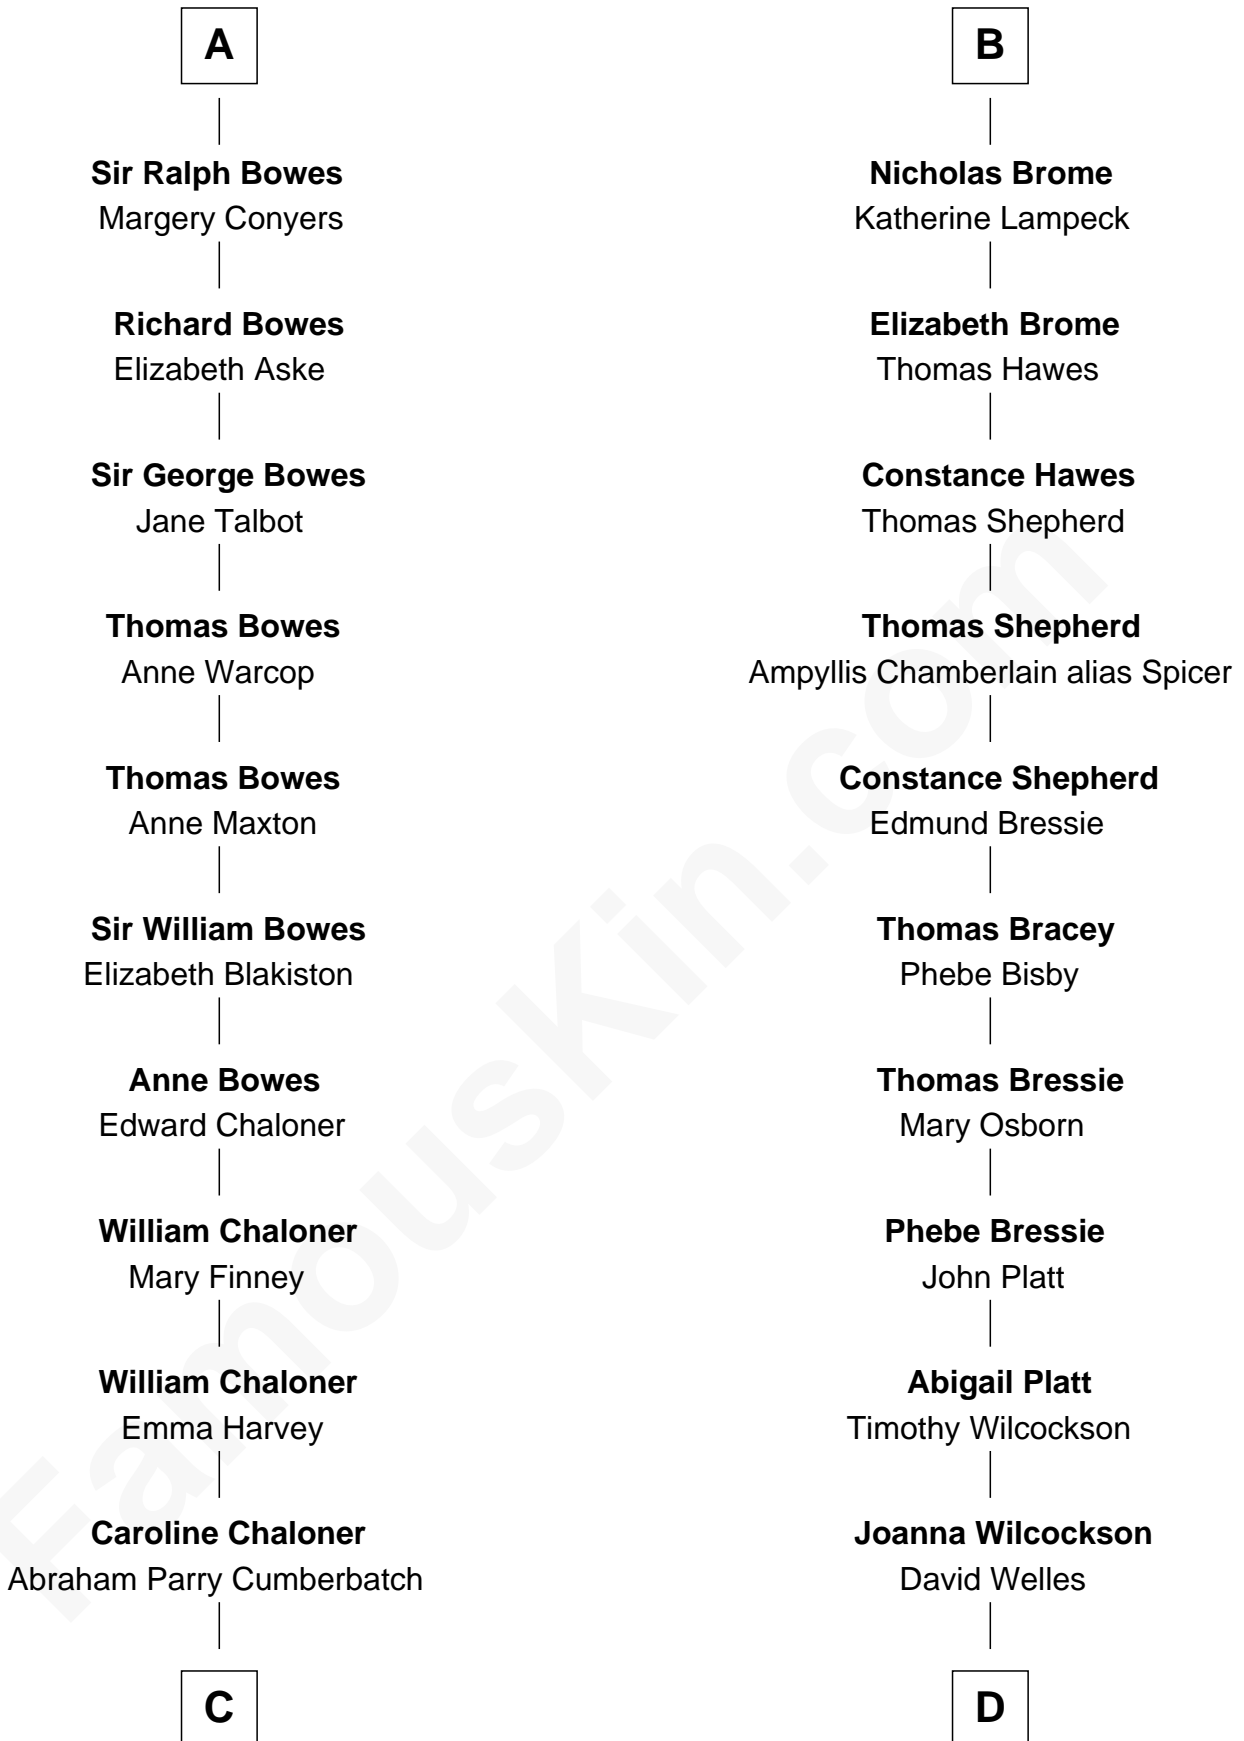 A
Sir Ralph Bowes
Margery Conyers
Richard Bowes
Elizabeth Aske
Sir George Bowes
Jane Talbot
Thomas Bowes
Anne Warcop
Thomas Bowes
Anne Maxton
Sir William Bowes
Elizabeth Blakiston
Anne Bowes
Edward Chaloner
William Chaloner
Mary Finney
William Chaloner
Emma Harvey
Caroline Chaloner
Abraham Parry Cumberbatch
C
B
Nicholas Brome
Katherine Lampeck
Elizabeth Brome
Thomas Hawes
Constance Hawes
Thomas Shepherd
Thomas Shepherd
Ampyllis Chamberlain alias Spicer
Constance Shepherd
Edmund Bressie
Thomas Bracey
Phebe Bisby
Thomas Bressie
Mary Osborn
Phebe Bressie
John Platt
Abigail Platt
Timothy Wilcockson
Joanna Wilcockson
David Welles
D
FamousKin.com